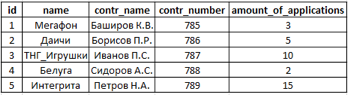 id name contr_name contr_number amount_of_applications
1 Мегафон Баширов К.В. 785 3
2 Даичи Борисов П.Р. 786 5
3 ТНГ_Игрушки Иванов П.С. 787 10
4 Белуга Сидоров А.С. 788 2
5 Интегрита Петров Н.А. 789 15